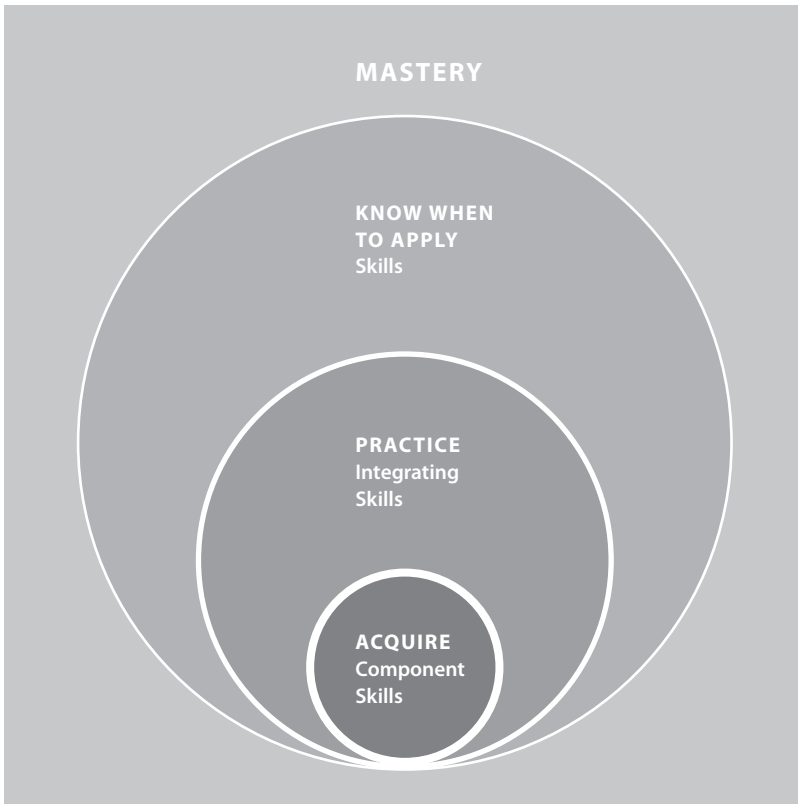 MASTERY
KNOW WHEN
TO APPLY
Skills
PRACTICE
Integrating
Skills
ACQUIRE
Component
Skills